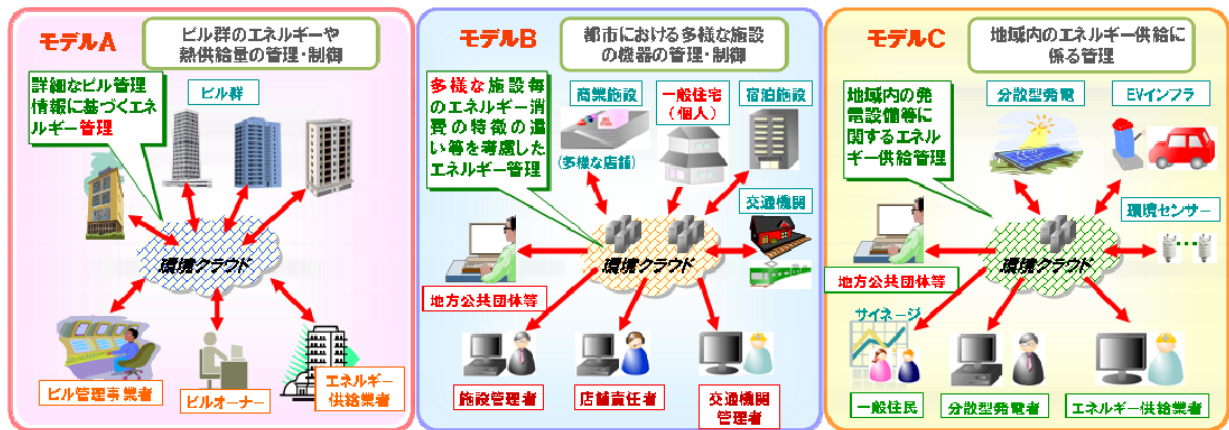 モデルA
ビル群のエネルギーや
熱供給量の管理・制御
詳細なビル管理
情報に基づくエネ
ルギー管理
ビル群
環境クラウド
ビル管理事業者
ビルオーナー
エネルギー
供給業者
モデルB
都市における多様な施設
の機器の管理・制御
多様な施設毎
のエネルギー消
費の特徴の違
い等を考慮した
エネルギー管理
商業施設
(多様な店舗)
一般住宅
(個人)
宿泊施設
交通機関
環境クラウド
地方公共団体等
施設管理者
店舗責任者
交通機関
管理者
モデルC
地域内のエネルギー供給に
係る管理
地域内の発
電設備等に
関するエネル
ギー供給管理
分散型発電
EVインフラ
環境センサー
環境クラウド
地方公共団体等
サイネージ
一般住民
分散型発電者
エネルギー供給業者